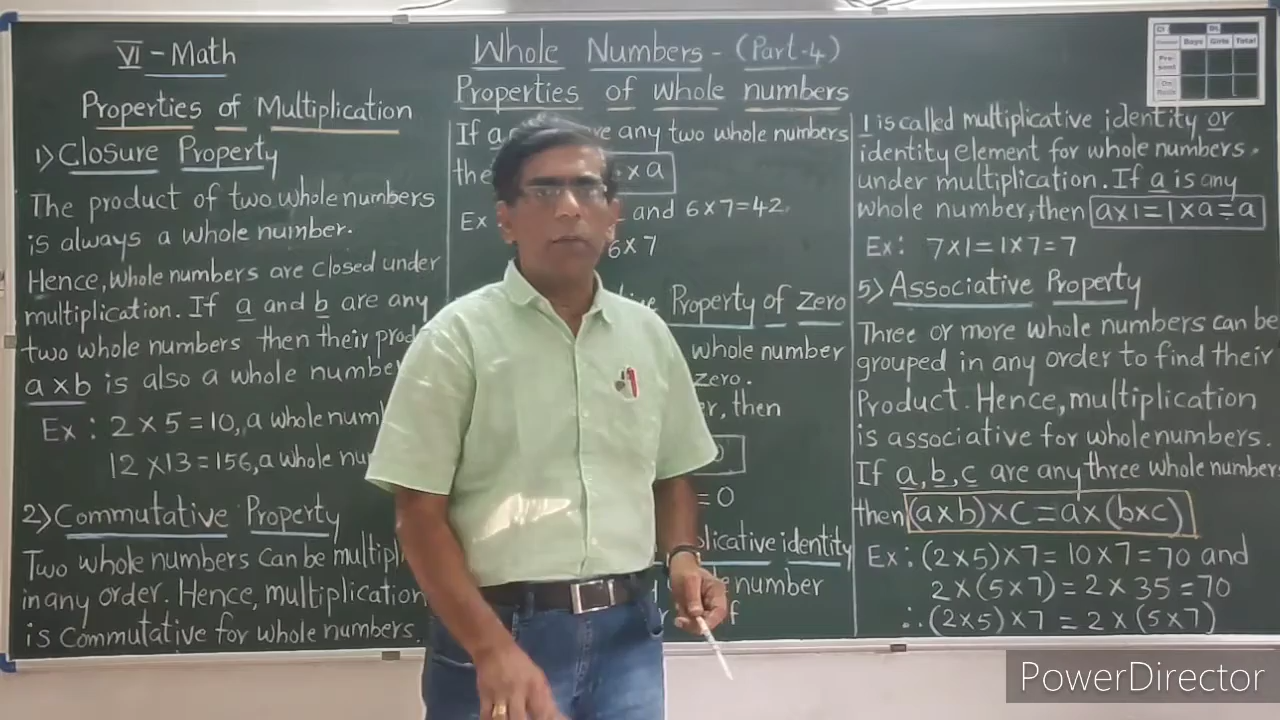 VI - Math
Properties of Multiplication
1) Closure Property
The product of two whole numbers
is always a whole number.
Hence, whole numbers are closed under
multiplication. If a and b are any
two whole numbers then their
a x b is also a whole
Ex : 2 x 5 = 10, a whole
12 x 13 = 156, a whole
2) Commutative Property
Two whole numbers can be
in any order. Hence, multiplication
is commutative for whole numbers.
Whole Numbers - (Part-4)
Properties of whole numbers
If a any two whole numbers
x a
Ex and 6 x 7 = 42
6 x 7
Property of zero
whole number
zero.
then
= 0
identity
number
1 is called multiplicative identity or
identity element for whole numbers.
under multiplication. If a is any
whole number, then a x 1 = 1 x a = a
Ex : 7 x 1 = 1 x 7 = 7
5) Associative Property
Three or more whole numbers can be
grouped in any order to find their
Product. Hence, multiplication
is associative for whole numbers.
If a, b, c are any three whole numbers
then (a x b) x c = a x (b x c)
Ex : (2 x 5) x 7 = 10 x 7 = 70 and
2 x (5 x 7) = 2 x 35 = 70
∴ (2 x 5) x 7 = 2 x (5 x 7)
Boys Girls Total
PowerDirector